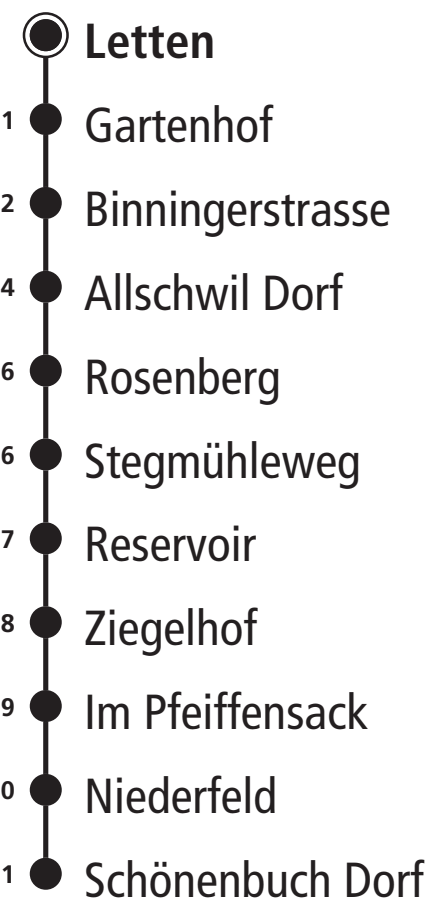 Letten
1 Gartenhof
2 Binningerstrasse
4 Allschwil Dorf
6 Rosenberg
6 Stegmühleweg
7 Reservoir
8 Ziegelhof
9 Im Pfeiffensack
0 Niederfeld
1 Schönenbuch Dorf